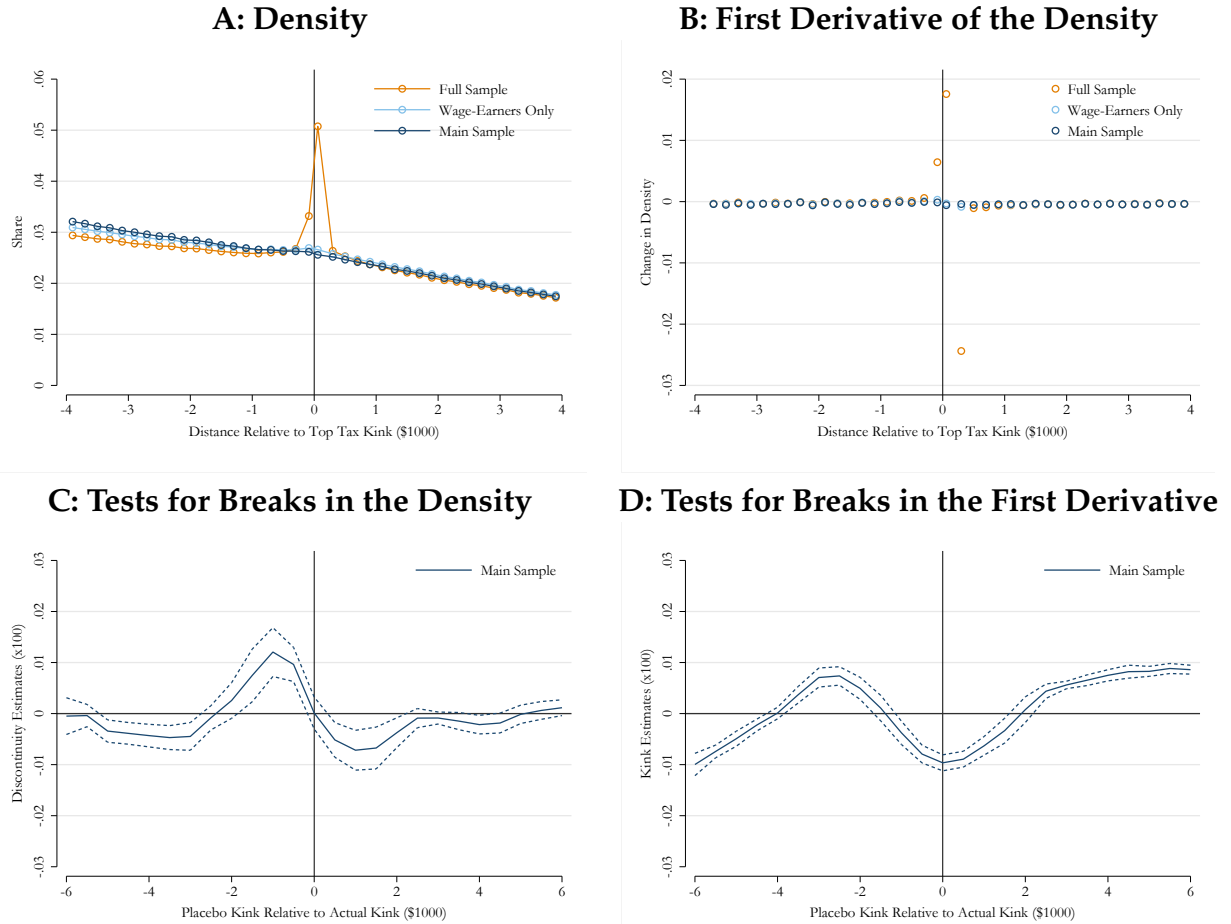 A: Density
.06
.05
.04
.03
.02
.01
0
Share
-4
-3
-2
-1
0
1
2
3
4
Distance Relative to Top Tax Kink ($1000)
Full Sample
Wage-Earners Only
Main Sample
B: First Derivative of the Density
.02
.01
0
-.01
-.02
-.03
Change in Density
-4
-3
-2
-1
0
1
2
3
4
Distance Relative to Top Tax Kink ($1000)
Full Sample
Wage-Earners Only
Main Sample
C: Tests for Breaks in the Density
.03
.02
.01
0
-.01
-.02
-.03
Discontinuity Estimates (x100)
-6
-4
-2
0
2
4
6
Placebo Kink Relative to Actual Kink ($1000)
Main Sample
D: Tests for Breaks in the First Derivative
.03
.02
.01
0
-.01
-.02
-.03
Kink Estimates (x100)
-6
-4
-2
0
2
4
6
Placebo Kink Relative to Actual Kink ($1000)
Main Sample